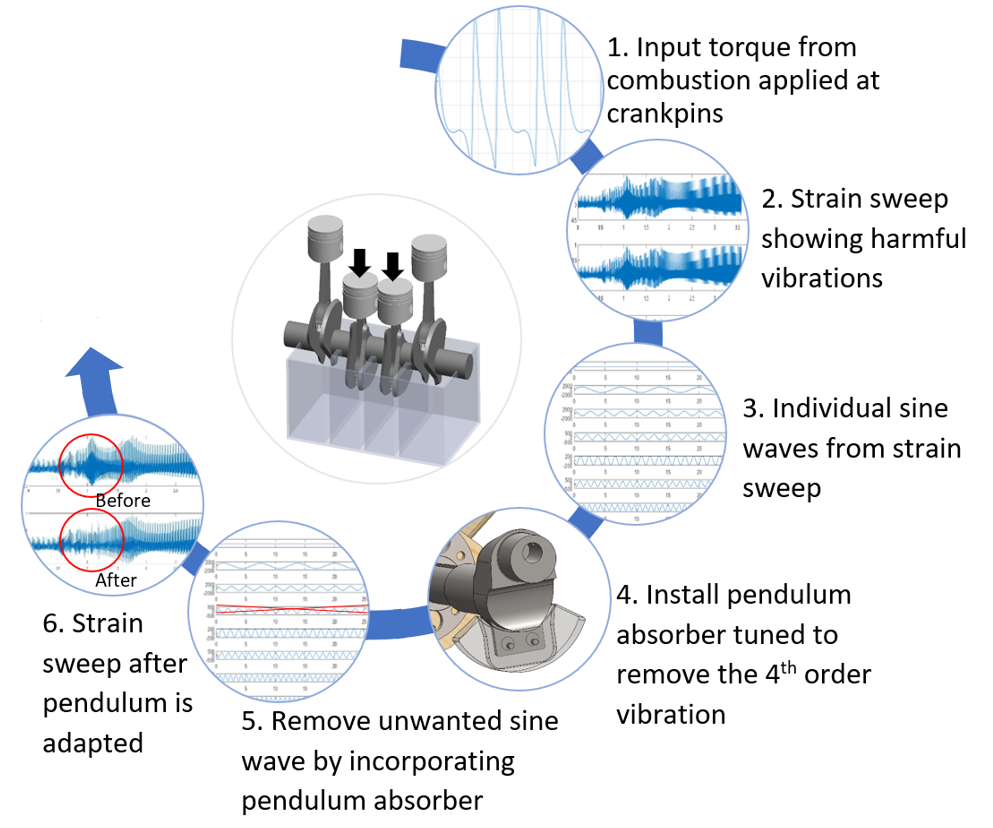 1. Input torque from
combustion applied at
crankpins
2. Strain sweep
showing harmful
vibrations
3. Individual sine
waves from strain
sweep
4. Install pendulum
absorber tuned to
remove the 4th order
vibration
5. Remove unwanted sine
wave by incorporating
pendulum absorber
Before
After
6. Strain
sweep after
pendulum is
adapted